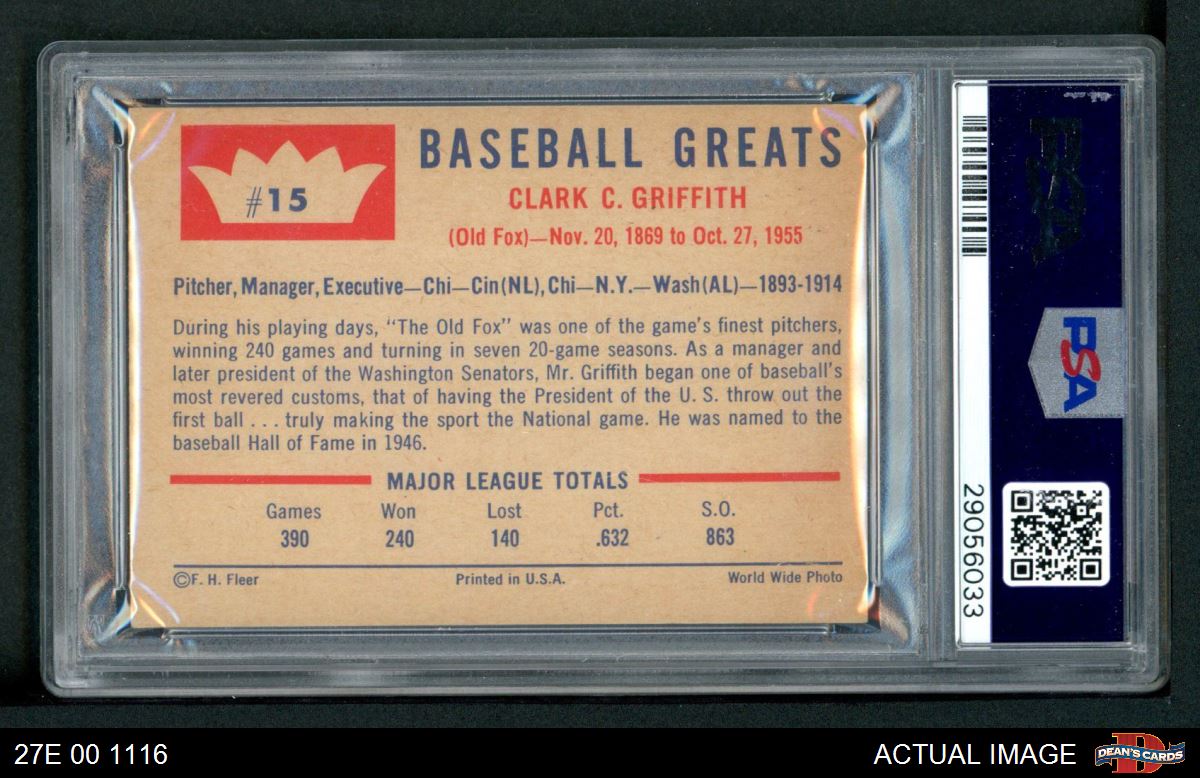 #15
BASEBALL GREATS
CLARK C. GRIFFITH
(Old Fox)—Nov. 20, 1869 to Oct. 27, 1955
Pitcher, Manager, Executive—Chi—Cin(NL), Chi—N.Y.—Wash(AL)—1893-1914
During his playing days, “The Old Fox” was one of the game's finest pitchers,
winning 240 games and turning in seven 20-game seasons. As a manager and
later president of the Washington Senators, Mr. Griffith began one of baseball's
most revered customs, that of having the President of the U. S. throw out the
first ball . . . truly making the sport the National game. He was named to the
baseball Hall of Fame in 1946.
MAJOR LEAGUE TOTALS
Games Won Lost Pct. S.O.
390 240 140 .632 863
©F. H. Fleer Printed in U.S.A. World Wide Photo
PSA
PSA
29056033
27E 00 1116
ACTUAL IMAGE
DEAN'S CARDS